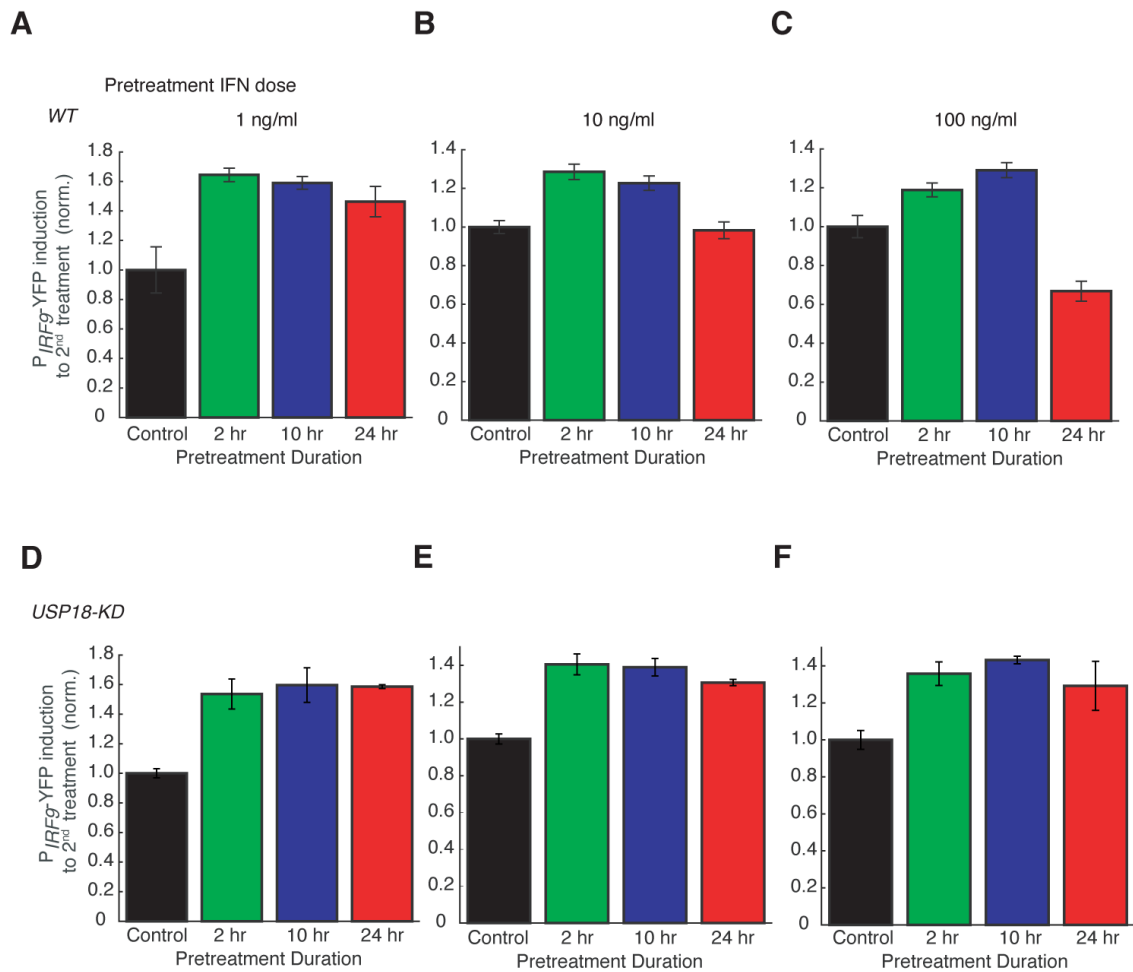 A
B
C
Pretreatment IFN dose
WT
1 ng/ml
10 ng/ml
100 ng/ml
PIRF9-YFP induction
to 2nd treatment (norm.)
1.8
1.6
1.4
1.2
1.0
0.8
0.6
0.4
0.2
0
Control 2 hr 10 hr 24 hr
Pretreatment Duration
1.4
1.2
1.0
0.8
0.6
0.4
0.2
0
Control 2 hr 10 hr 24 hr
Pretreatment Duration
1.4
1.2
1.0
0.8
0.6
0.4
0.2
0
Control 2 hr 10 hr 24 hr
Pretreatment Duration
D
E
F
USP18-KD
PIRF9-YFP induction
to 2nd treatment (norm.)
1.8
1.6
1.4
1.2
1.0
0.8
0.6
0.4
0.2
0
Control 2 hr 10 hr 24 hr
Pretreatment Duration
1.4
1.2
1.0
0.8
0.6
0.4
0.2
0
Control 2 hr 10 hr 24 hr
Pretreatment Duration
1.4
1.2
1.0
0.8
0.6
0.4
0.2
0
Control 2 hr 10 hr 24 hr
Pretreatment Duration